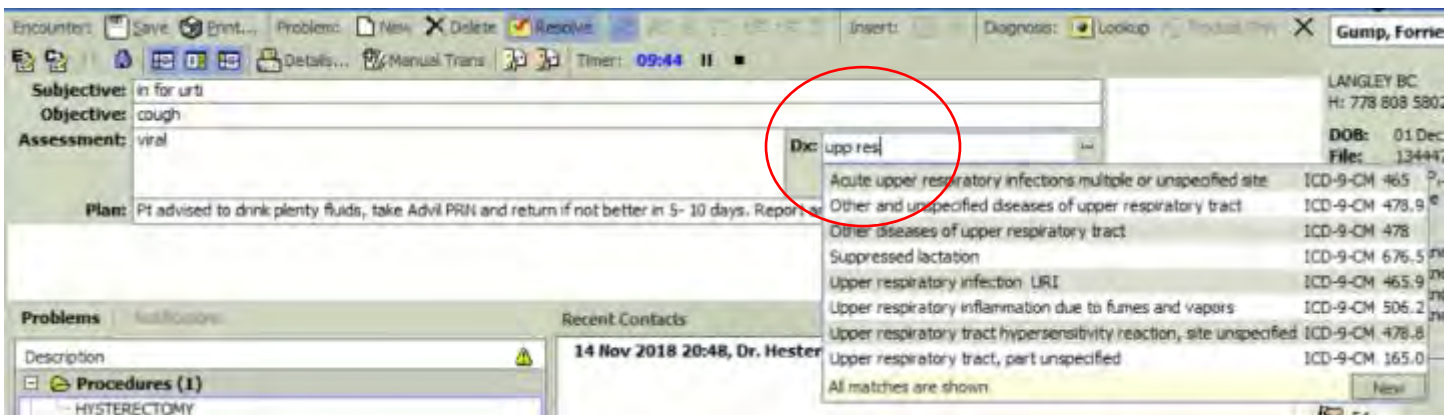 Encounter: Save Print... Problem: New Delete Resolve Insert: Diagnosis: Lookup
Gump, Forrie
Details... Manual Trans Timer: 09:44
LANGLEY BC
H: 778 808 5802
DOB: 01 Dec
File: 134447
Subjective: in for urti
Objective: cough
Assessment: viral
Dx: upp res
Plan: Pt advised to drink plenty fluids, take Advil PRN and return if not better in 5- 10 days. Report
Acute upper respiratory infections multiple or unspecified site ICD-9-CM 465
Other and unspecified diseases of upper respiratory tract ICD-9-CM 478.9
Other diseases of upper respiratory tract ICD-9-CM 478
Suppressed lactation ICD-9-CM 676.5
Upper respiratory infection URI ICD-9-CM 465.9
Upper respiratory inflammation due to fumes and vapors ICD-9-CM 506.2
Upper respiratory tract hypersensitivity reaction, site unspecified ICD-9-CM 478.8
Upper respiratory tract, part unspecified ICD-9-CM 165.0
All matches are shown New
Problems Notifications
Description
Procedures (1)
HYSTERECTOMY
Recent Contacts
14 Nov 2018 20:48, Dr. Hester